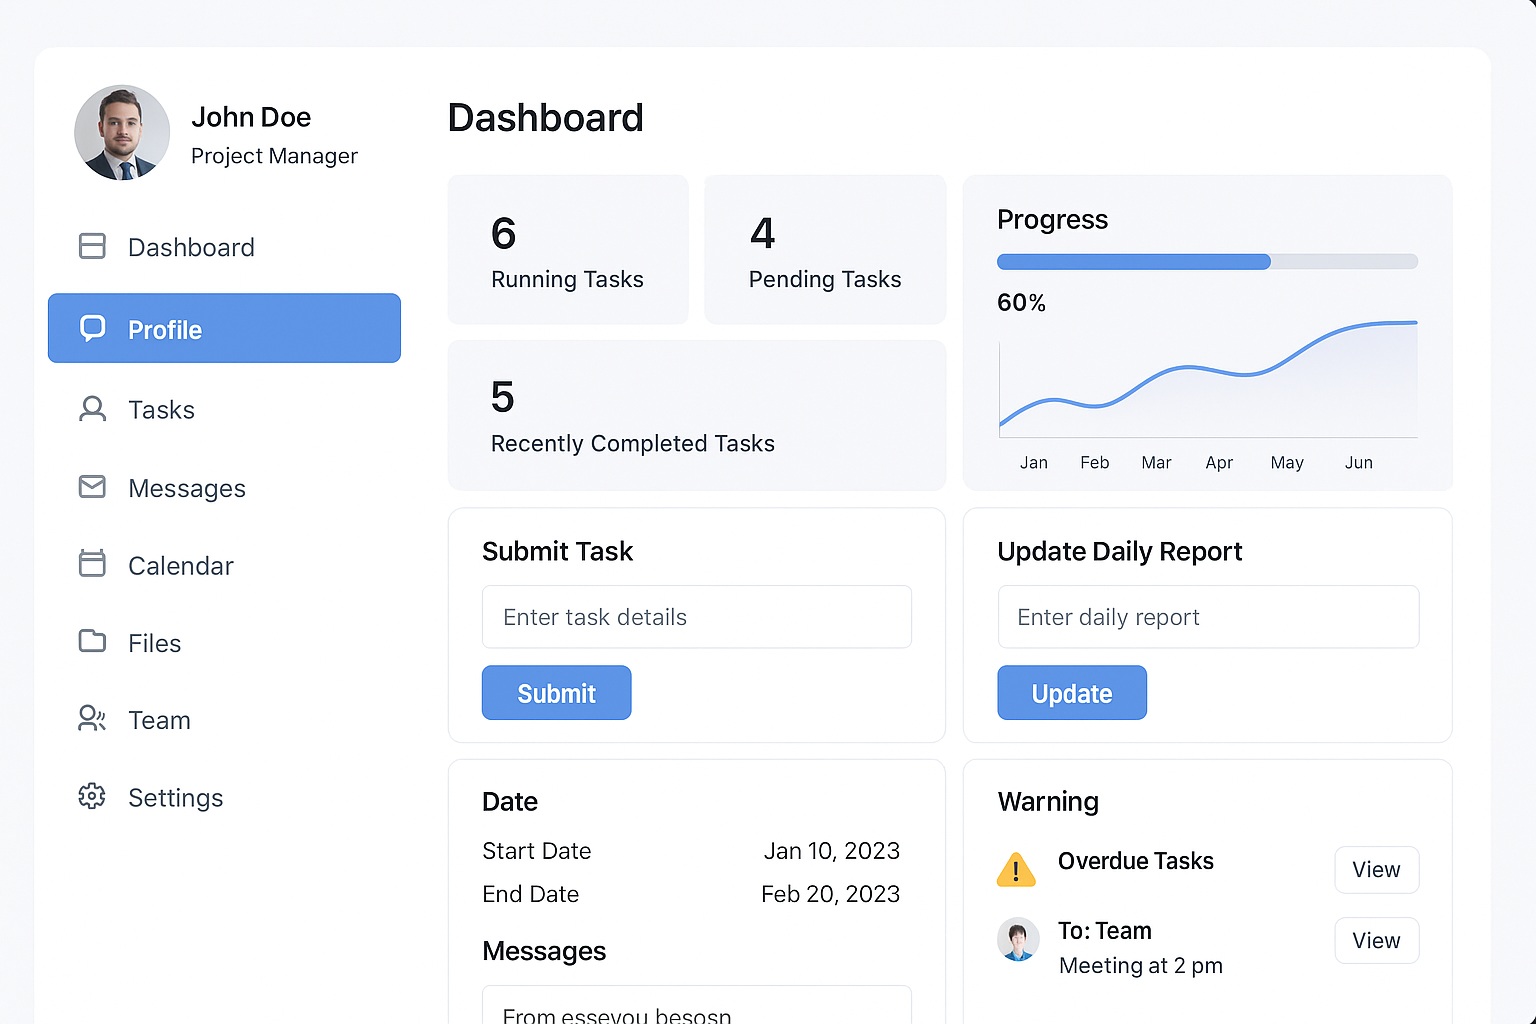 John Doe
Project Manager
Dashboard
Profile
Tasks
Messages
Calendar
Files
Team
Settings
Dashboard
6
Running Tasks
4
Pending Tasks
5
Recently Completed Tasks
Progress
60%
Jan Feb Mar Apr May Jun
Submit Task
Enter task details
Submit
Update Daily Report
Enter daily report
Update
Date
Start Date Jan 10, 2023
End Date Feb 20, 2023
Messages
From essevou besosn
Warning
Overdue Tasks
View
To: Team
Meeting at 2 pm
View